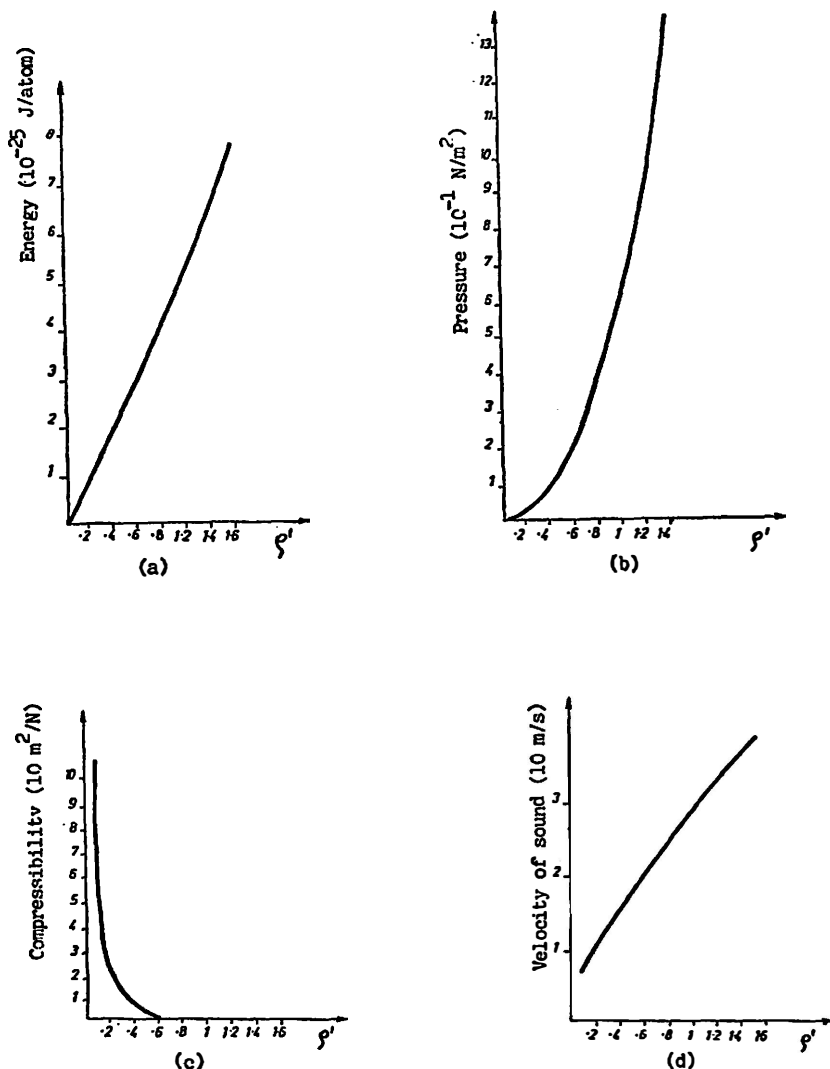 Energy (10⁻²⁵ J/atom)
8
7
6
5
4
3
2
1
·2 ·4 ·6 ·8 1 1·2 1·4 1·6 ρ'
(a)
Pressure (10⁻¹ N/m²)
13
12
11
10
9
8
7
6
5
4
3
2
1
·2 ·4 ·6 ·8 1 1·2 1·4 ρ'
(b)
Compressibility (10 m²/N)
10
9
8
7
6
5
4
3
2
1
·2 ·4 ·6 ·8 1 1·2 1·4 1·6 ρ'
(c)
Velocity of sound (10 m/s)
3
2
1
·2 ·4 ·6 ·8 1 1·2 1·4 1·6 ρ'
(d)